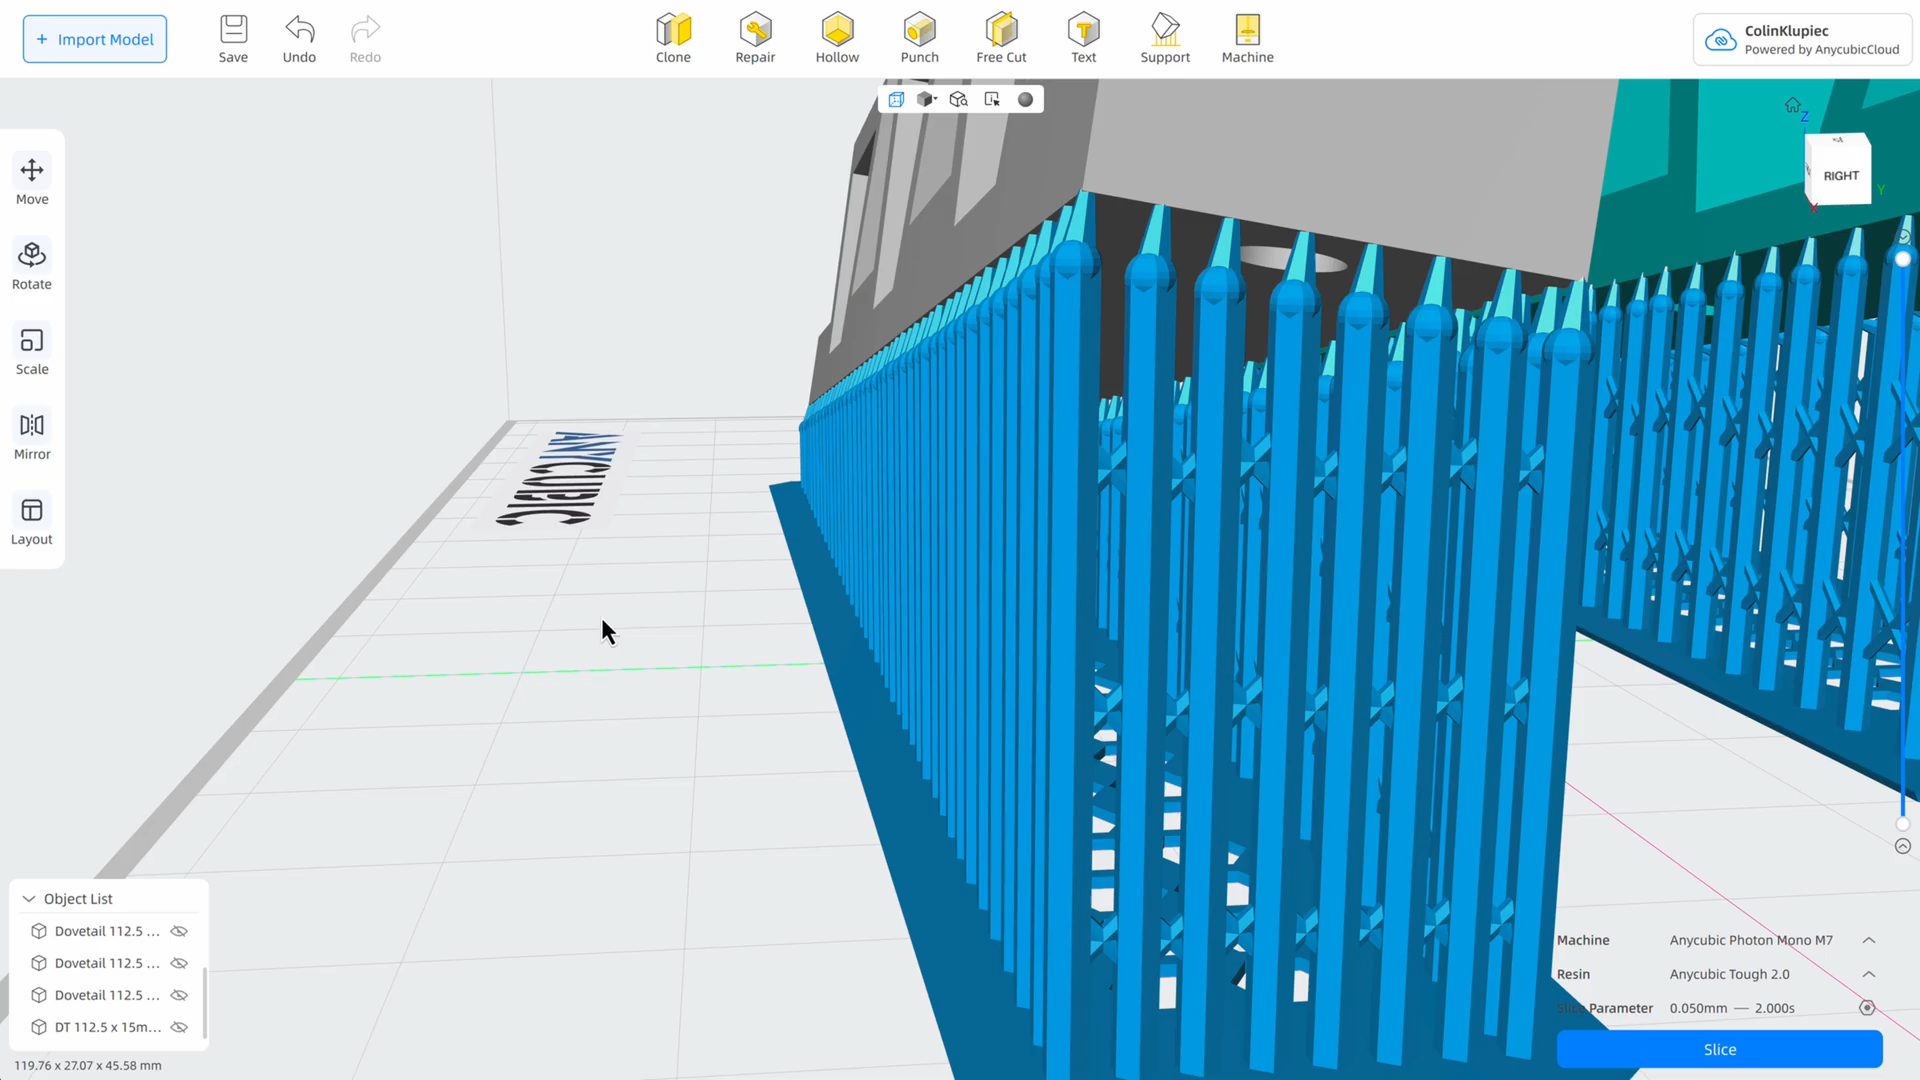 Import Model
Save
Undo
Redo
Clone
Repair
Hollow
Punch
Free Cut
Text
Support
Machine
ColinKlupiec
Powered by AnycubicCloud
Move
Rotate
Scale
Mirror
Layout
Z
RIGHT
Y
X
ANYCUBIC
Object List
Dovetail 112.5 ...
Dovetail 112.5 ...
Dovetail 112.5 ...
DT 112.5 x 15m...
119.76 x 27.07 x 45.58 mm
Machine Anycubic Photon Mono M7
Resin Anycubic Tough 2.0
Slice Parameter 0.050mm — 2.000s
Slice